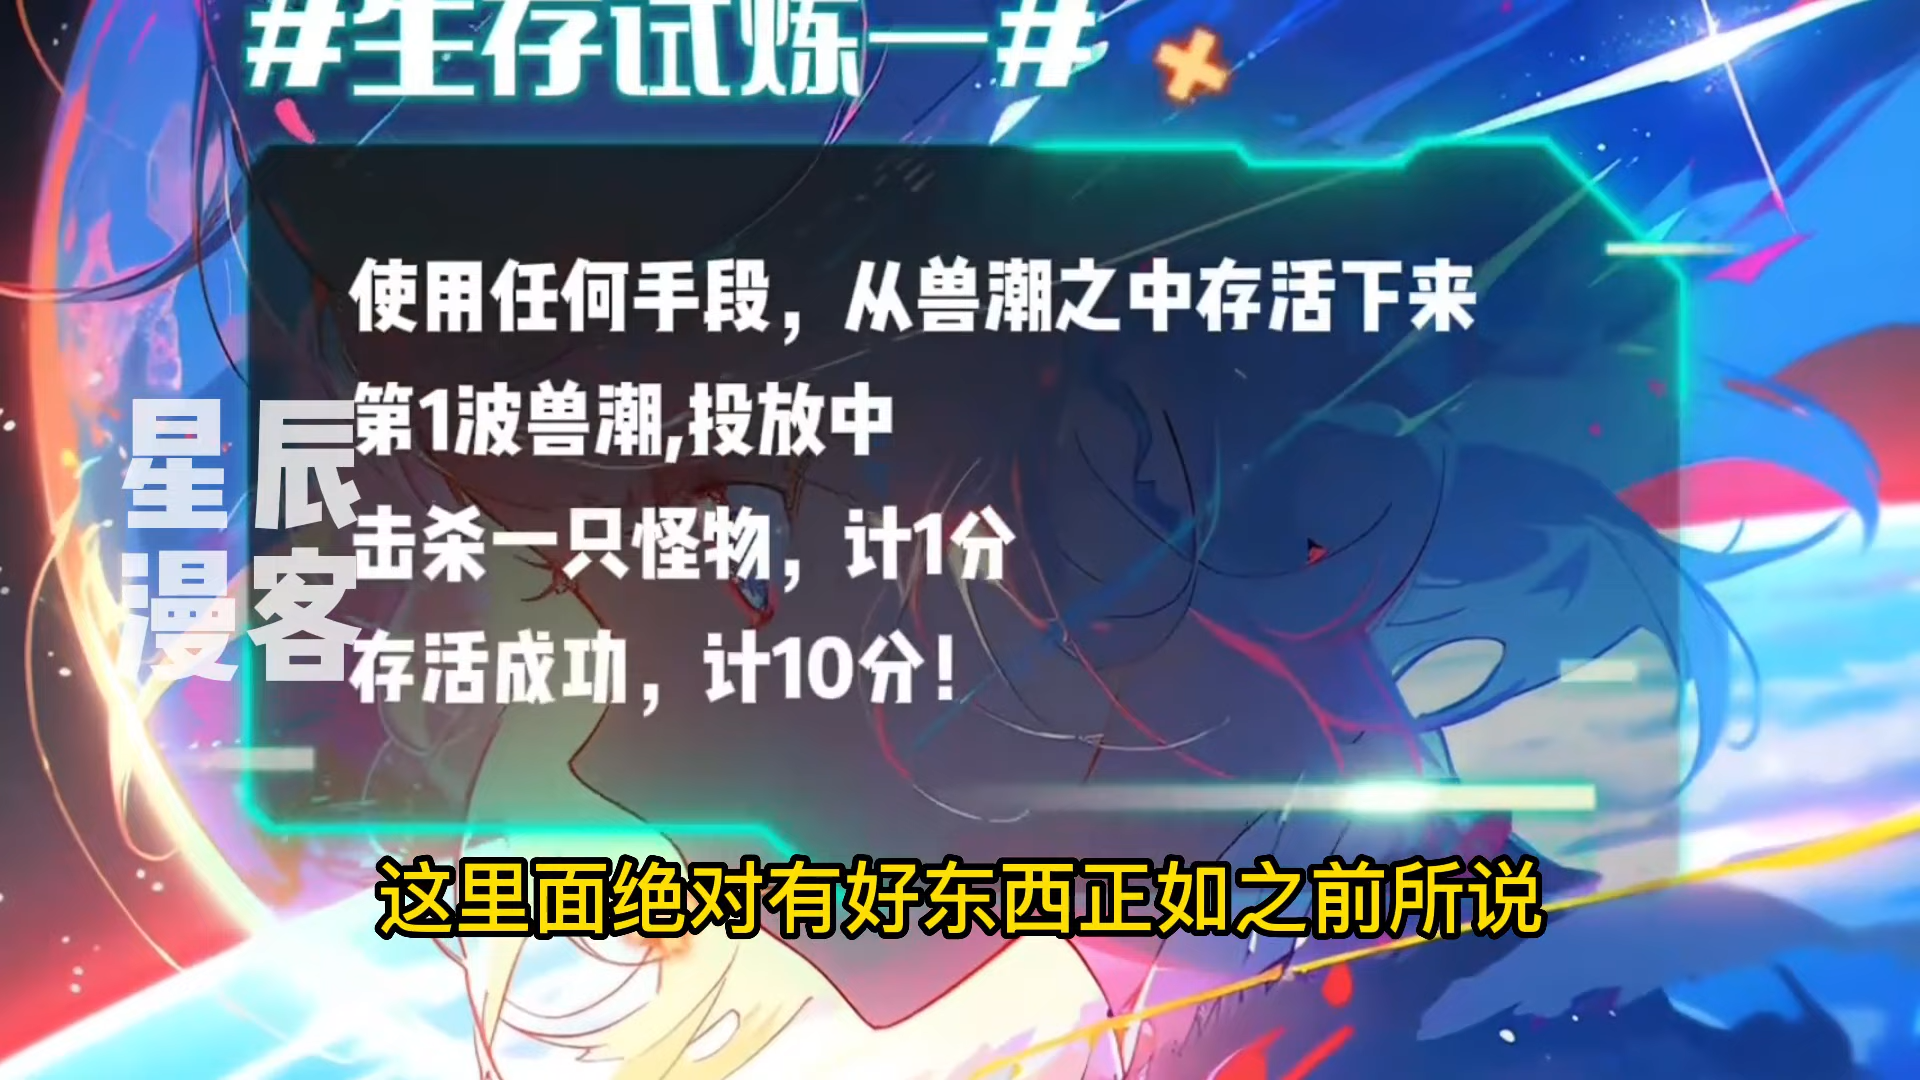 #生存试炼一#
使用任何手段，从兽潮之中存活下来
第1波兽潮,投放中
击杀一只怪物，计1分
存活成功，计10分！
星辰
漫客
这里面绝对有好东西正如之前所说